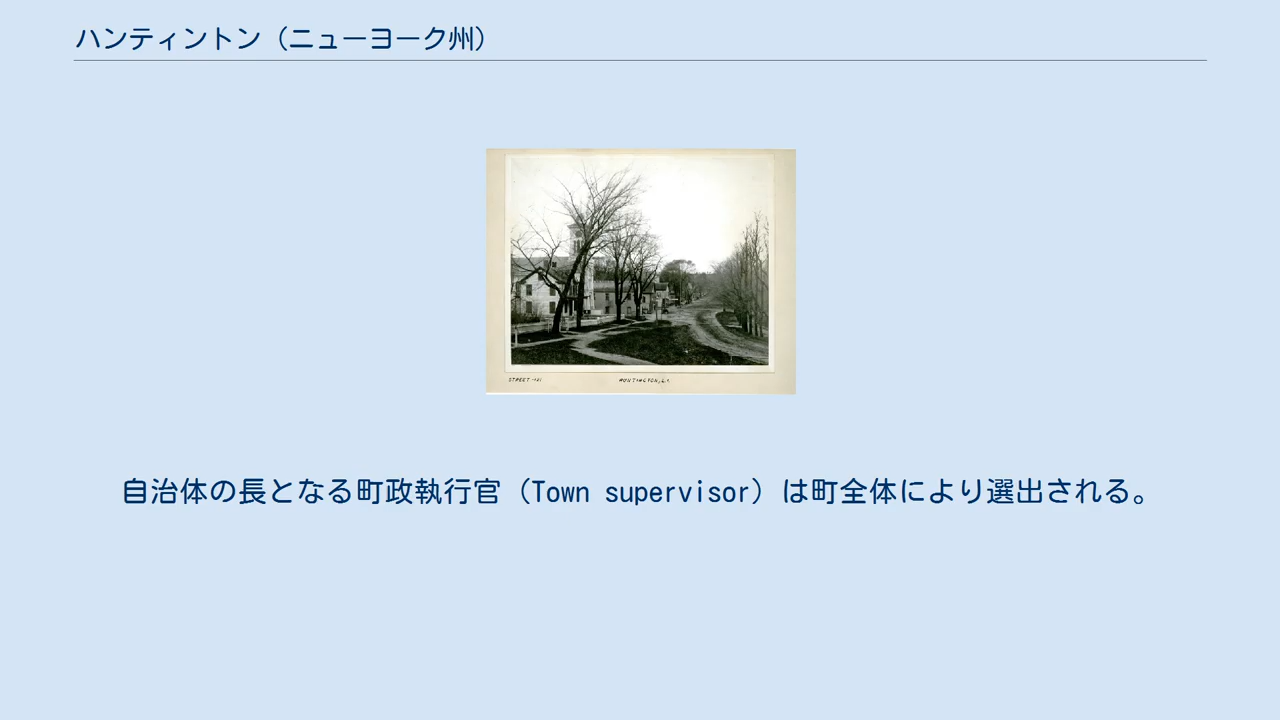 ハンティントン（ニューヨーク州）
STREET
HUNTINGTON, L.I.
自治体の長となる町政執行官（Town supervisor）は町全体により選出される。